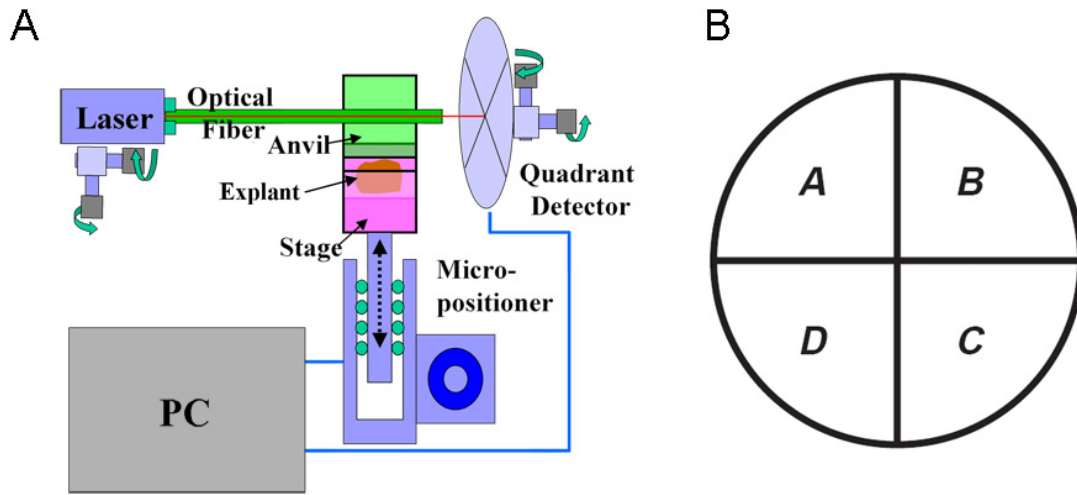 A
Laser
Optical
Fiber
Anvil
Explant
Stage
Quadrant
Detector
Micro-
positioner
PC
B
A
B
D
C